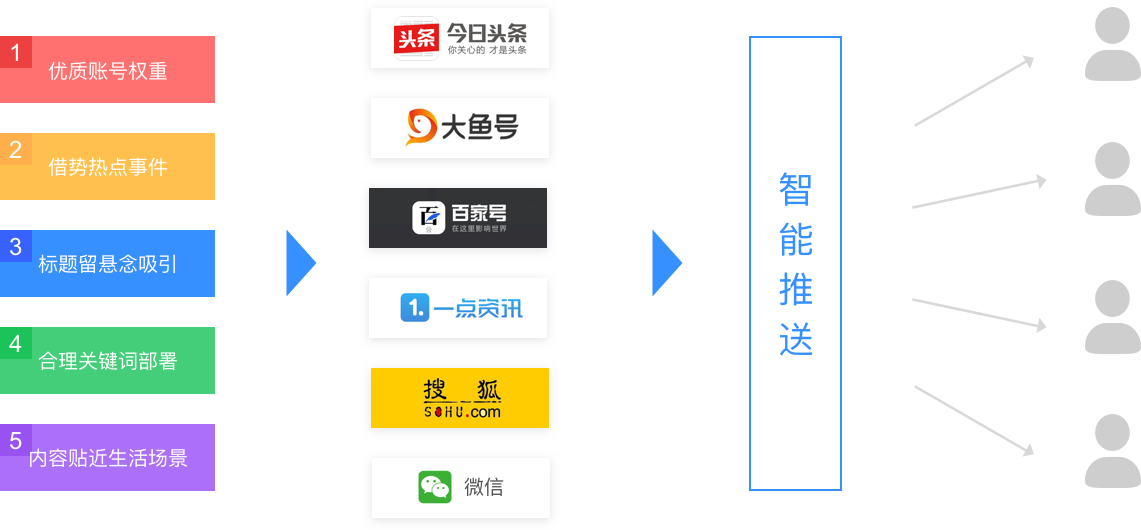 1
优质账号权重
2
借势热点事件
3
标题留悬念吸引
4
合理关键词部署
5
内容贴近生活场景
头条 今日头条
你关心的 才是头条
大鱼号
百 百家号
在这里影响世界
1. 一点资讯
搜 狐
SOHU.com
微信
智
能
推
送